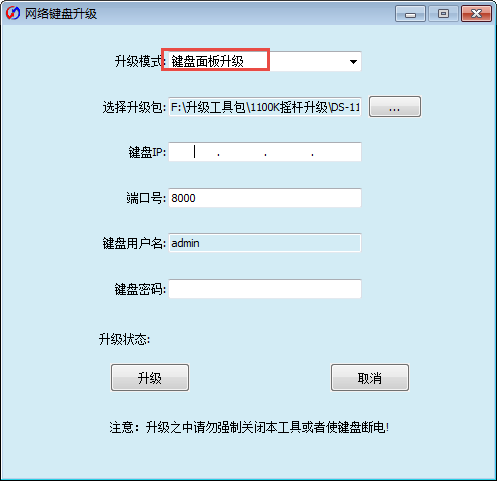 网络键盘升级
升级模式: 键盘面板升级
选择升级包: F:\升级工具包\1100K摇杆升级\DS-11 ...
键盘IP: . . .
端口号: 8000
键盘用户名: admin
键盘密码:
升级状态:
升级 取消
注意：升级之中请勿强制关闭本工具或者使键盘断电!